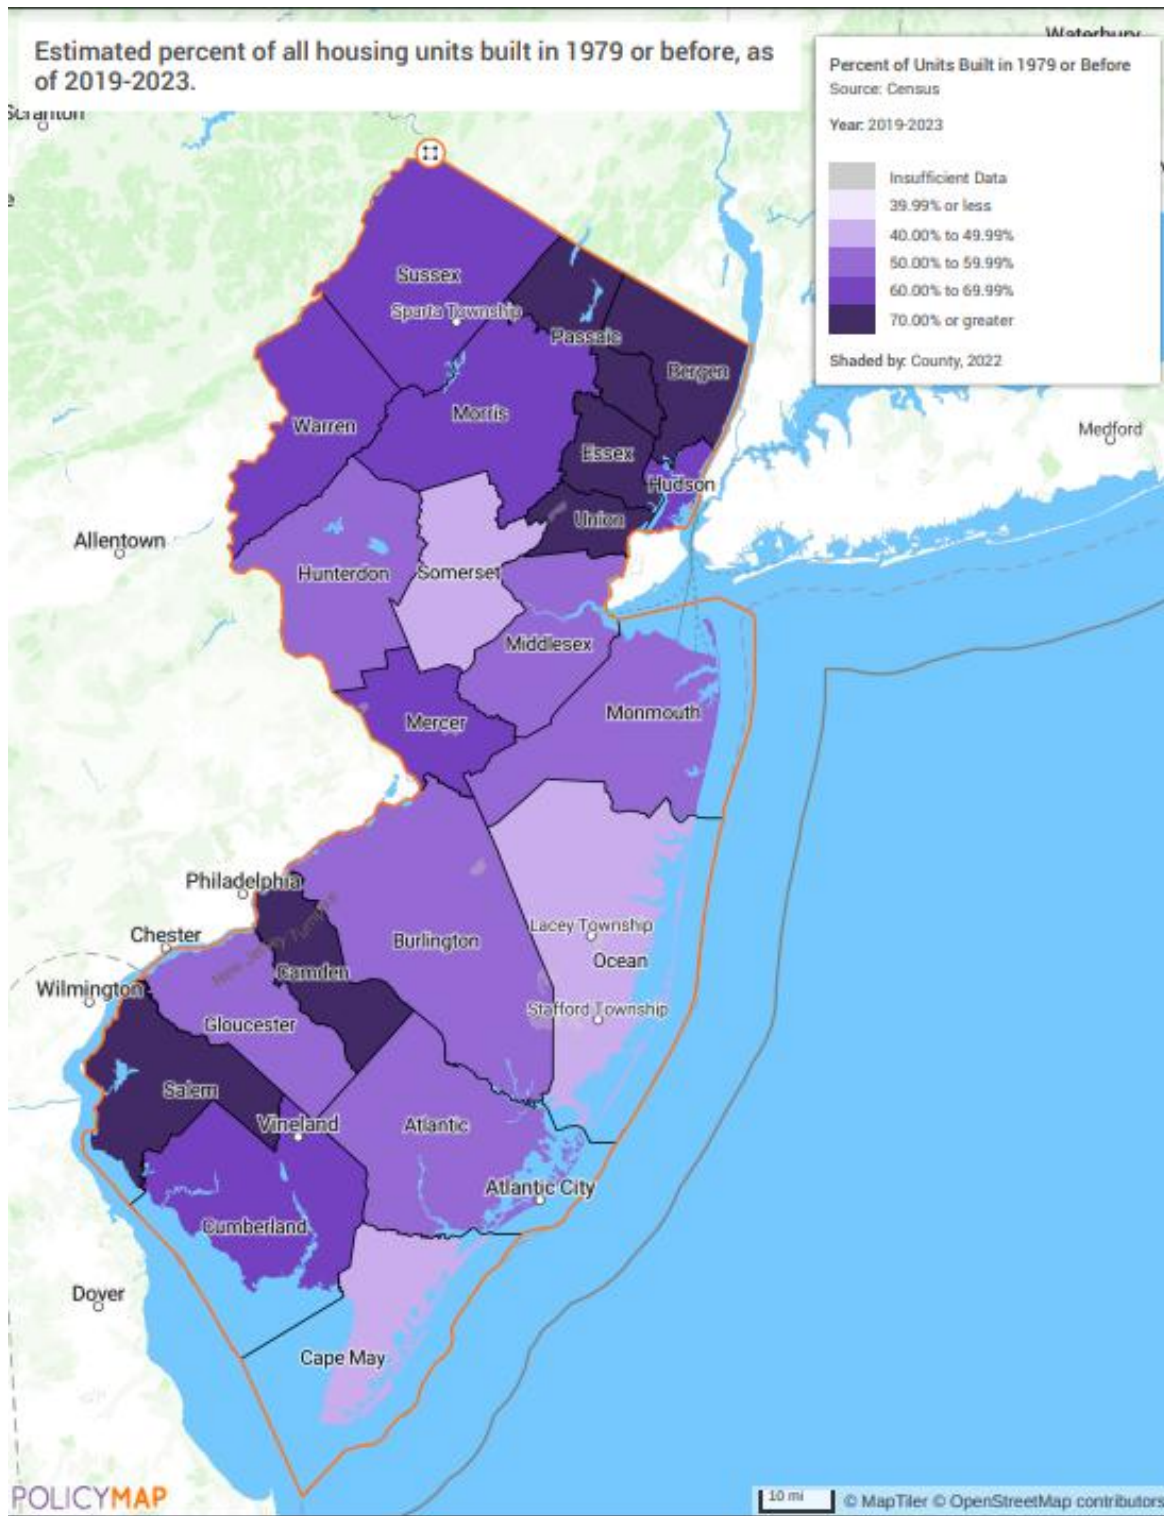 Estimated percent of all housing units built in 1979 or before, as
of 2019-2023.
Waterbury
Percent of Units Built in 1979 or Before
Source: Census
Year: 2019-2023
Insufficient Data
39.99% or less
40.00% to 49.99%
50.00% to 59.99%
60.00% to 69.99%
70.00% or greater
Shaded by: County, 2022
Scranton
Sussex
Sparta Township
Passaic
Bergen
Morris
Warren
Essex
Medford
Hudson
Union
Allentown
Hunterdon
Somerset
Middlesex
Monmouth
Mercer
Philadelphia
Lacey Township
Chester
Burlington
Ocean
New Jersey Turnpike
Camden
Wilmington
Stafford Township
Gloucester
Salem
Vineland
Atlantic
Atlantic City
Cumberland
Dover
Cape May
POLICYMAP
10 mi
© MapTiler © OpenStreetMap contributors